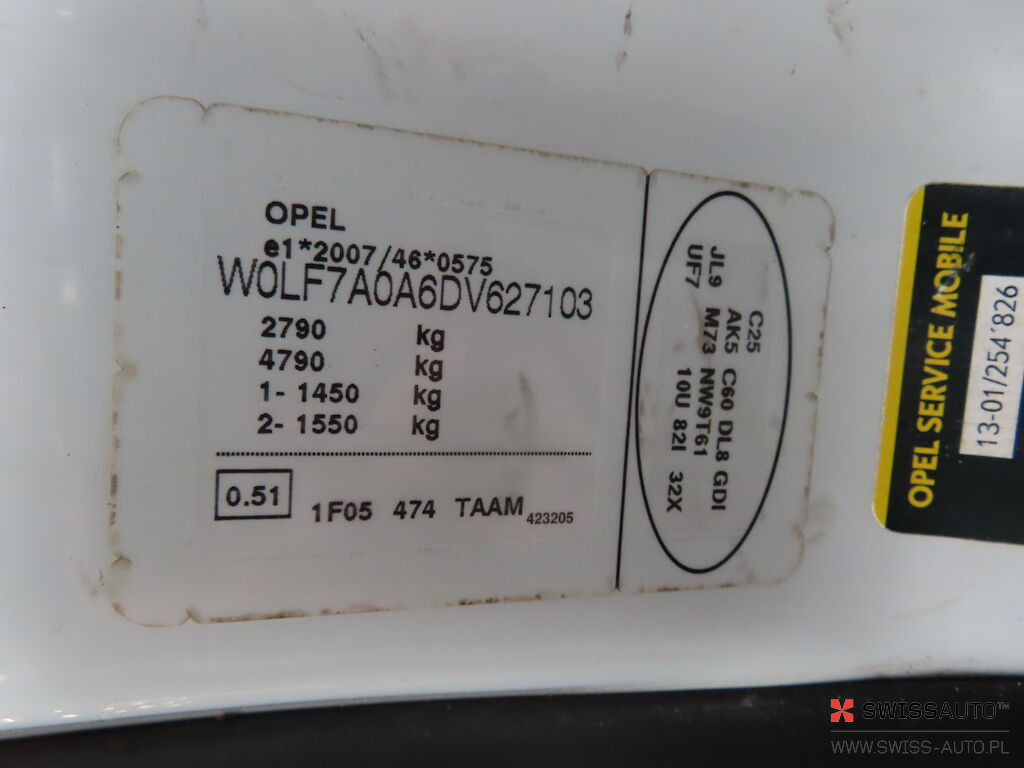 OPEL
e1*2007/46*0575
W0LF7A0A6DV627103
2790 kg
4790 kg
1- 1450 kg
2- 1550 kg
0.51 1F05 474 TAAM 423205
C25
AK5 C60 DL8 GDI
JL9 M73 NW9T61
UF7 10U 82I 32X
OPEL SERVICE MOBILE
13-01/254´826
SWISSAUTO™
WWW.SWISS-AUTO.PL